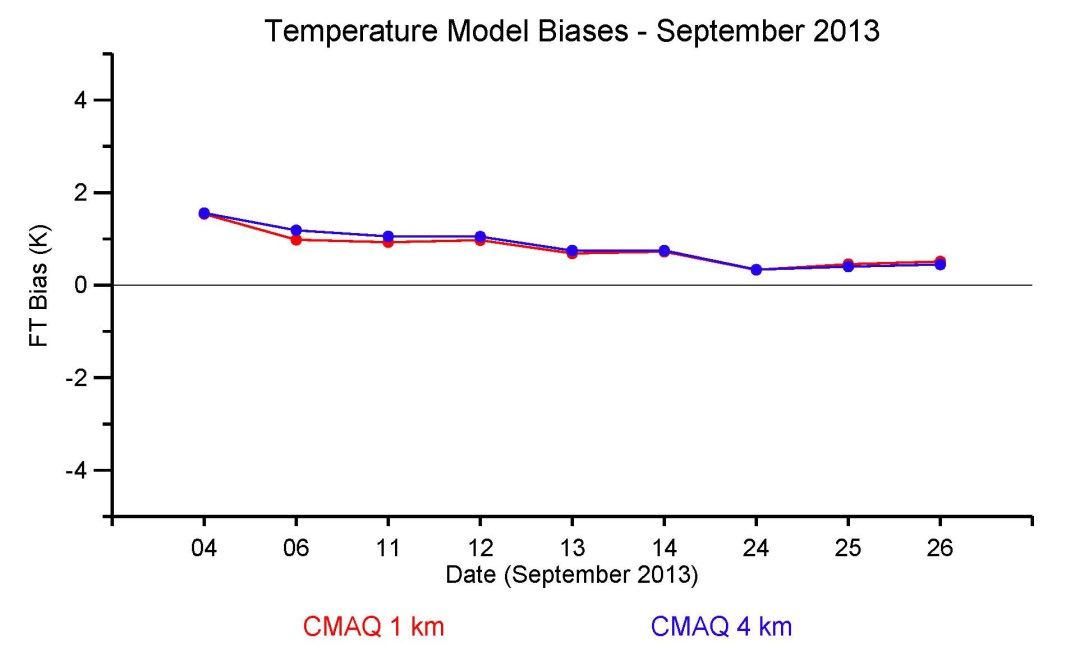 Temperature Model Biases - September 2013
4
2
0
-2
-4
FT Bias (K)
04 06 11 12 13 14 24 25 26
Date (September 2013)
CMAQ 1 km CMAQ 4 km